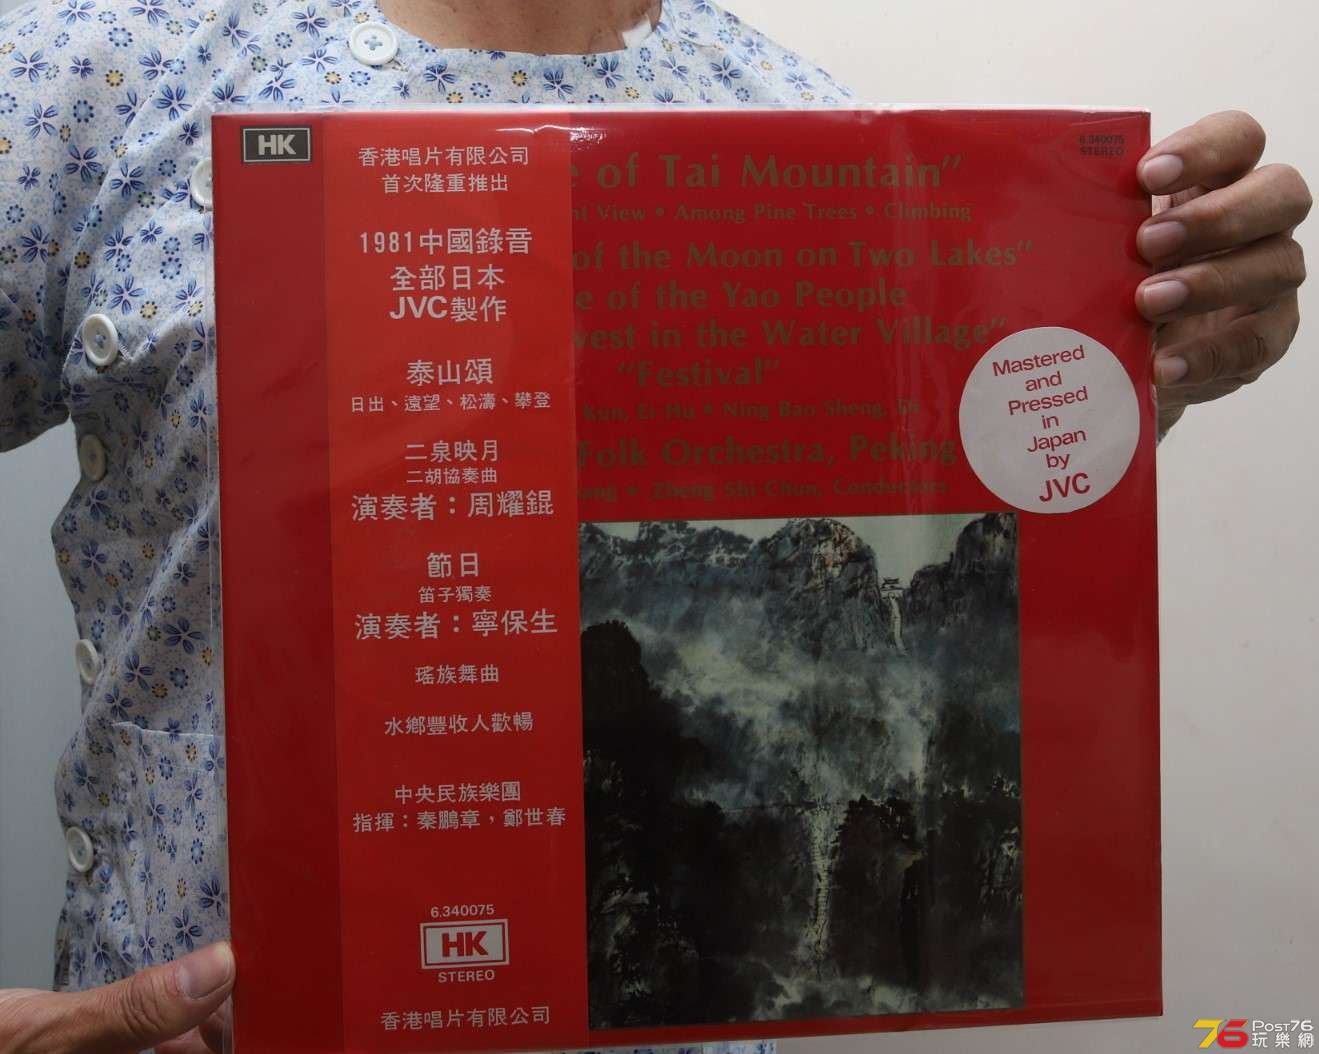 HK
香港唱片有限公司
首次隆重推出
1981中國錄音
全部日本
JVC製作
泰山頌
日出、遠望、松濤、攀登
二泉映月
二胡協奏曲
演奏者：周耀錕
節日
笛子獨奏
演奏者：寧保生
瑤族舞曲
水鄉豐收人歡暢
中央民族樂團
指揮：秦鵬章，鄭世春
6.340075
HK
STEREO
香港唱片有限公司
6.340075
STEREO
of Tai Mountain"
View • Among Pine Trees • Climbing
of the Moon on Two Lakes"
of the Yao People
in the Water Village"
"Festival"
Kun, Er Hu • Ning Bao Sheng, Di
Folk Orchestra, Peking
• Zheng Shi Chun, Conductors
Mastered
and
Pressed
in
Japan
by
JVC
76 POST76
玩樂網